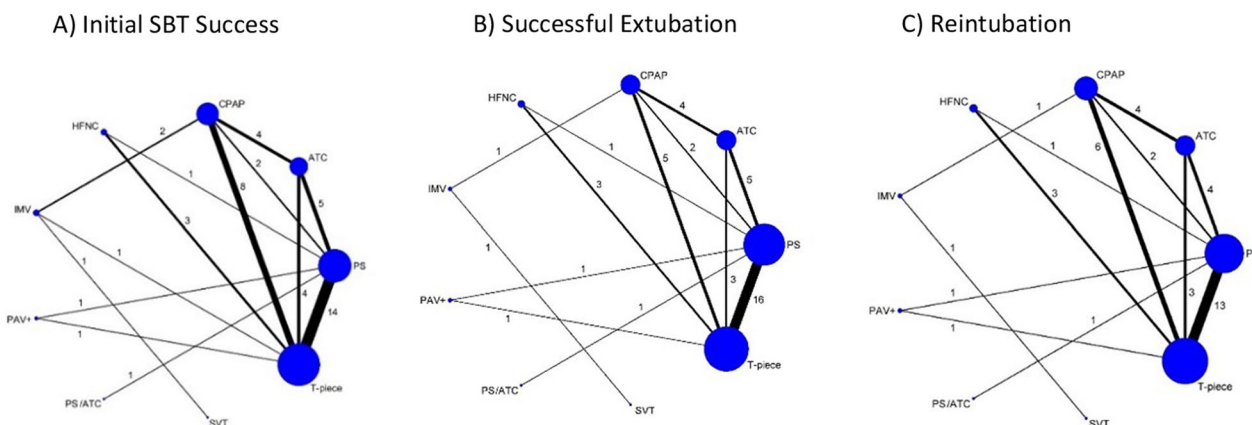 A) Initial SBT Success
CPAP
HFNC
2
4
ATC
2
1
8
5
IMV
3
1
1
PS
1
4
14
PAV+
1
T-piece
1
PS/ATC
SVT
B) Successful Extubation
CPAP
HFNC
4
ATC
1
2
1
5
5
3
IMV
1
PS
1
3
16
PAV+
1
1
T-piece
PS/ATC
SVT
C) Reintubation
CPAP
HFNC
1
4
ATC
6
1
2
4
3
IMV
1
P
1
3
13
PAV+
1
1
T-piece
PS/ATC
SVT